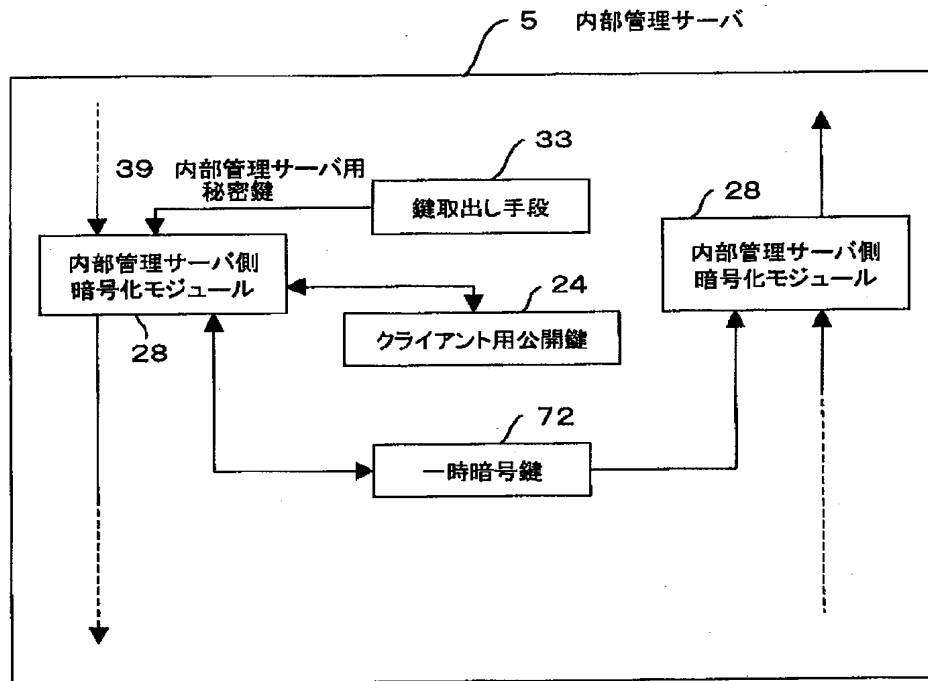 5 内部管理サーバ
39 内部管理サーバ用
秘密鍵
33
鍵取出し手段
28
内部管理サーバ側
暗号化モジュール
内部管理サーバ側
暗号化モジュール
28
24
クライアント用公開鍵
72
一時暗号鍵